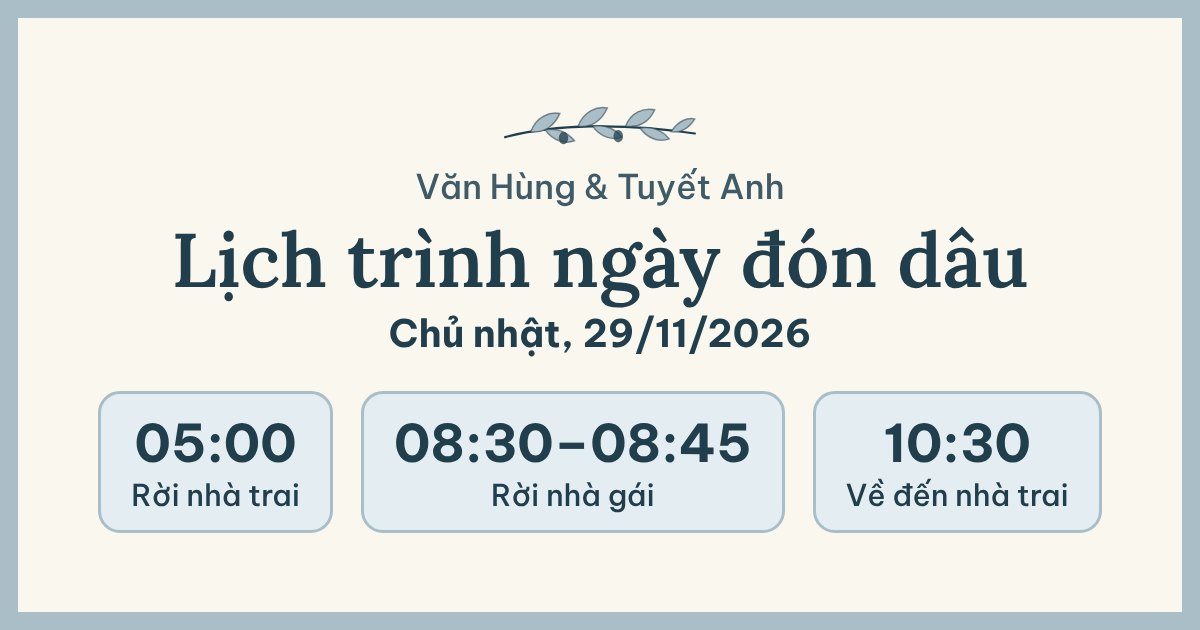 Văn Hùng & Tuyết Anh
Lịch trình ngày đón dâu
Chủ nhật, 29/11/2026
05:00
Rời nhà trai
08:30–08:45
Rời nhà gái
10:30
Về đến nhà trai